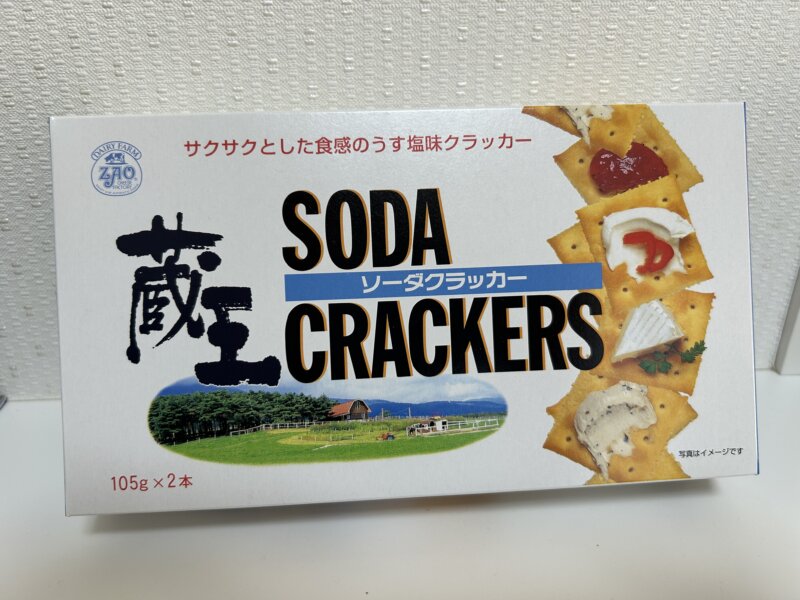 サクサクとした食感のうす塩味クラッカー
DAIRY FARM
ZAO
CHEESE
FACTORY
蔵王
SODA
ソーダクラッカー
CRACKERS
105g×2本
写真はイメージです